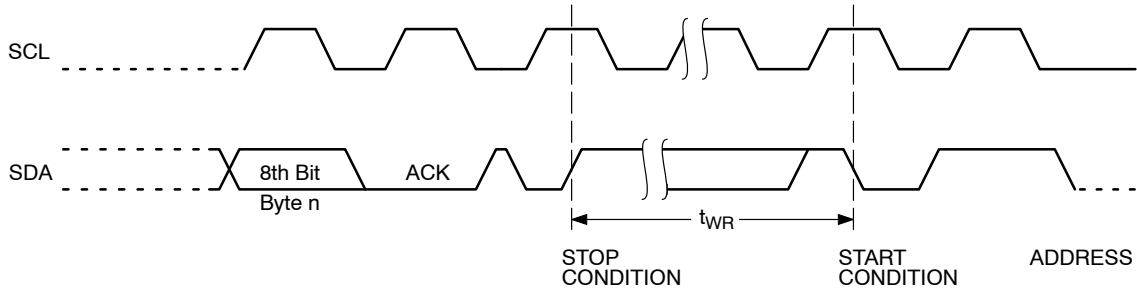 SCL
SDA
8th Bit
Byte n
ACK
tWR
STOP
CONDITION
START
CONDITION
ADDRESS